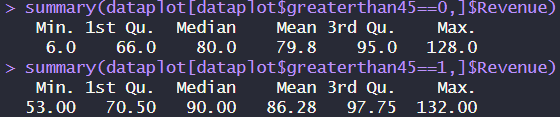 > summary(dataplot[dataplot$greaterthan45==0,]$Revenue)
Min. 1st Qu. Median Mean 3rd Qu. Max.
6.0 66.0 80.0 79.8 95.0 128.0
> summary(dataplot[dataplot$greaterthan45==1,]$Revenue)
Min. 1st Qu. Median Mean 3rd Qu. Max.
53.00 70.50 90.00 86.28 97.75 132.00